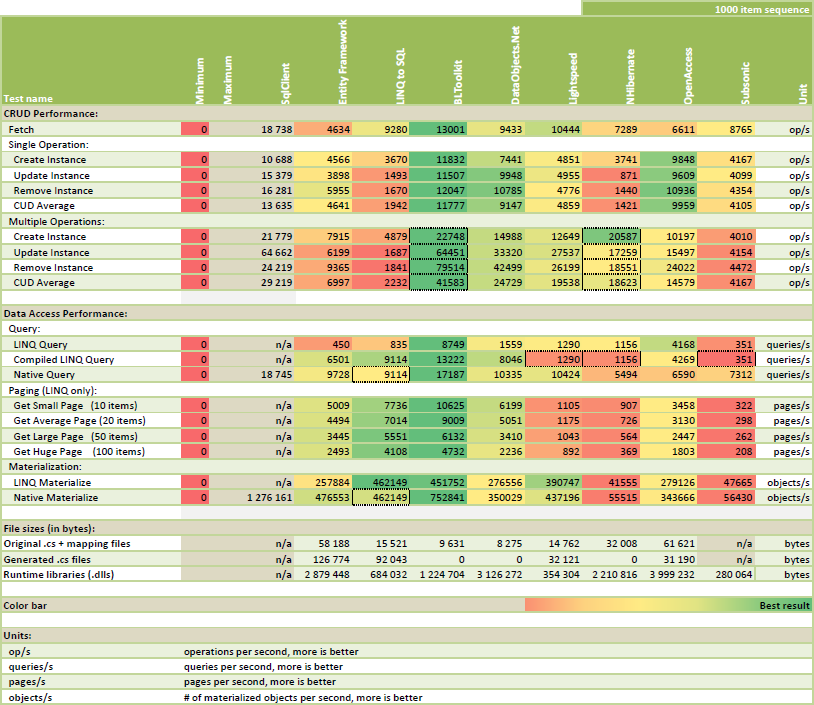 1000 item sequence
Test name Minimum Maximum SqlClient Entity Framework LINQ to SQL BLToolkit DataObjects.Net Lightspeed NHibernate OpenAccess Subsonic Unit
CRUD Performance:
Fetch 0 18 738 4634 9280 13001 9433 10444 7289 6611 8765 op/s
Single Operation:
Create Instance 0 10 688 4566 3670 11832 7441 4851 3741 9848 4167 op/s
Update Instance 0 15 379 3898 1493 11507 9948 4955 871 9609 4099 op/s
Remove Instance 0 16 281 5955 1670 12047 10785 4776 1440 10936 4354 op/s
CUD Average 0 13 635 4641 1942 11777 9147 4859 1421 9959 4105 op/s
Multiple Operations:
Create Instance 0 21 779 7915 4879 22748 14988 12649 20587 10197 4010 op/s
Update Instance 0 64 662 6199 1687 64451 33320 27537 17259 15497 4154 op/s
Remove Instance 0 24 219 9365 1841 79514 42499 26199 18551 24022 4472 op/s
CUD Average 0 29 219 6997 2232 41583 24729 19538 18623 14579 4167 op/s
Data Access Performance:
Query:
LINQ Query 0 n/a 450 835 8749 1559 1290 1156 4168 351 queries/s
Compiled LINQ Query 0 n/a 6501 9114 13222 8046 1290 1156 4269 351 queries/s
Native Query 0 18 745 9728 9114 17187 10335 10424 5494 6590 7312 queries/s
Paging (LINQ only):
Get Small Page (10 items) 0 n/a 5009 7736 10625 6199 1105 907 3458 322 pages/s
Get Average Page (20 items) 0 n/a 4494 7014 9009 5051 1175 726 3130 298 pages/s
Get Large Page (50 items) 0 n/a 3445 5551 6132 3410 1043 564 2447 262 pages/s
Get Huge Page (100 items) 0 n/a 2493 4108 4732 2236 892 369 1803 208 pages/s
Materialization:
LINQ Materialize 0 n/a 257884 462149 451752 276556 390747 41555 279126 47665 objects/s
Native Materialize 0 1 276 161 476553 462149 752841 350029 437196 55515 343666 56430 objects/s
File sizes (in bytes):
Original .cs + mapping files n/a 58 188 15 521 9 631 8 275 14 762 32 008 61 621 n/a bytes
Generated .cs files n/a 126 774 92 043 0 0 32 121 0 31 190 n/a bytes
Runtime libraries (.dlls) n/a 2 879 448 684 032 1 224 704 3 126 272 354 304 2 210 816 3 999 232 280 064 bytes
Color bar Best result
Units:
op/s operations per second, more is better
queries/s queries per second, more is better
pages/s pages per second, more is better
objects/s # of materialized objects per second, more is better